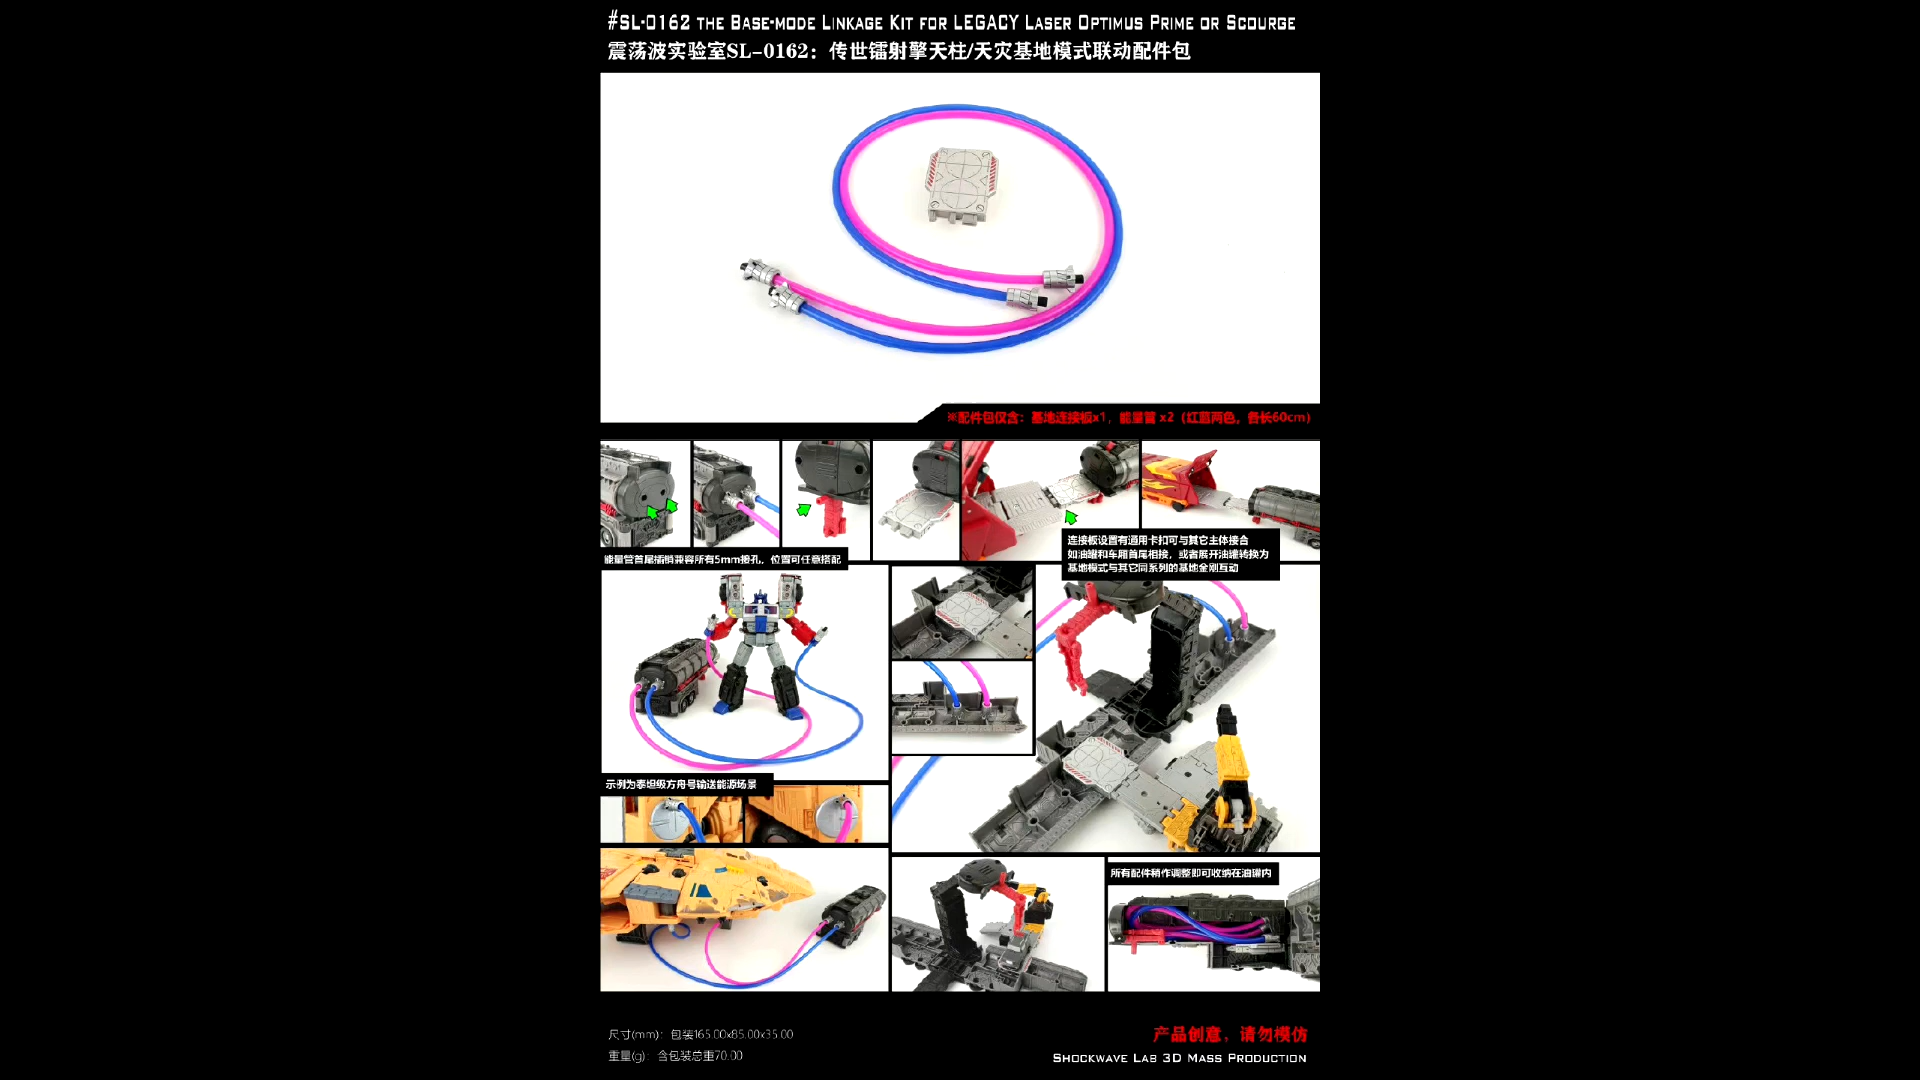 #SL-0162 the Base-mode Linkage Kit for LEGACY Laser Optimus Prime or Scourge
震荡波实验室SL-0162：传世镭射擎天柱/天灾基地模式联动配件包
※配件包仅含：基地连接板x1，能量管 x2（红蓝两色，各长60cm）
能量管首尾插销兼容所有5mm接孔，位置可任意搭配
连接板设置有通用卡扣可与其它主体接合
如油罐和车厢首尾相接，或者展开油罐转换为
基地模式与其它同系列的基地金刚互动
示例为泰坦级方舟号输送能源场景
所有配件稍作调整即可收纳在油罐内
尺寸(mm)：包装165.00x85.00x35.00
重量(g)：含包装总重70.00
产品创意，请勿模仿
Shockwave Lab 3D Mass Production